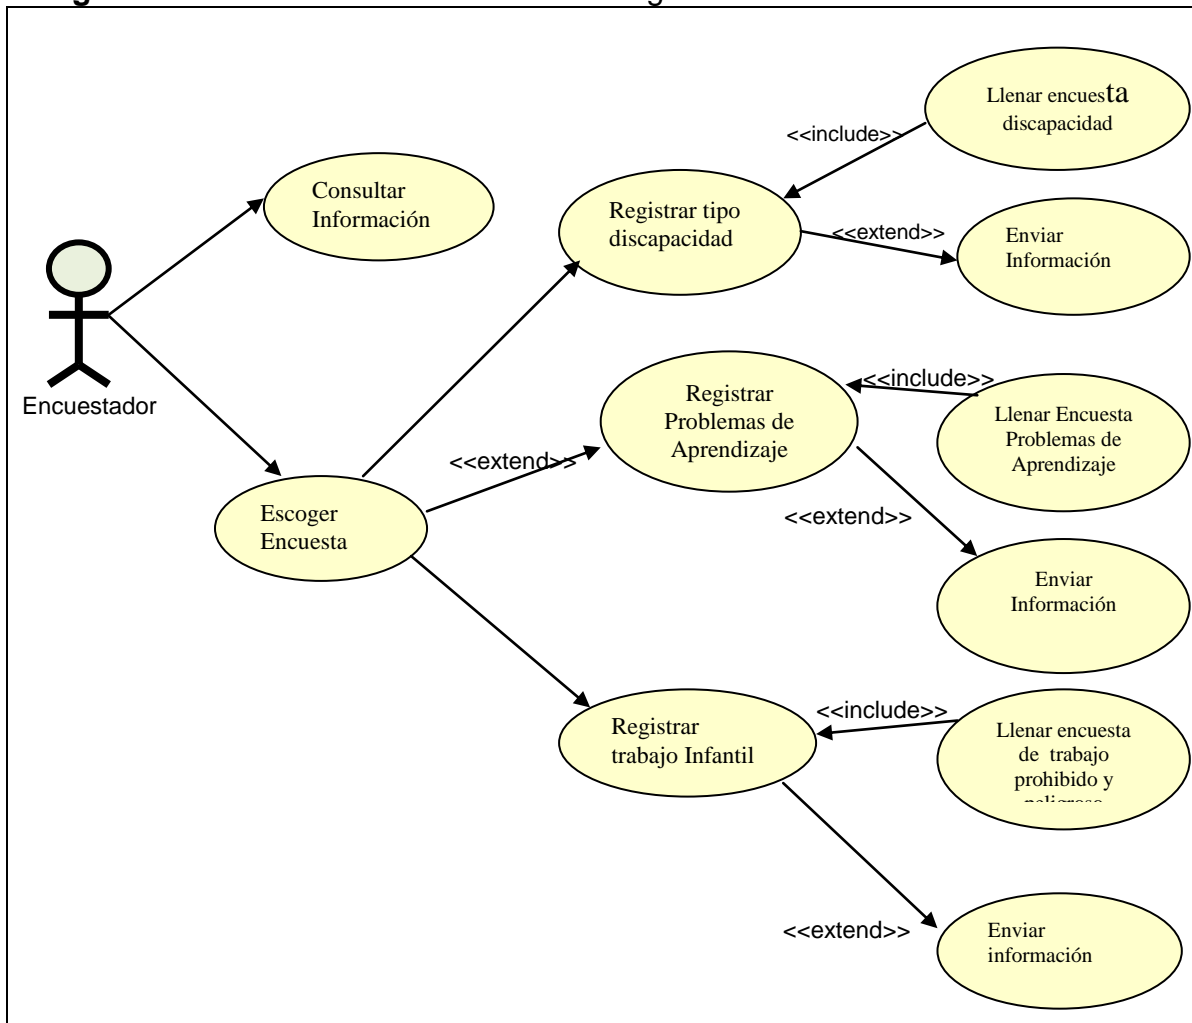 Llenar encuesta
discapacidad
<<include>>
Consultar
Información
Registrar tipo
discapacidad
<<extend>>
Enviar
Información
Encuestador
Registrar
Problemas de
Aprendizaje
<<include>>
Llenar Encuesta
Problemas de
Aprendizaje
<<extend>>
Escoger
Encuesta
<<extend>>
Enviar
Información
Registrar
trabajo Infantil
<<include>>
Llenar encuesta
de trabajo
prohibido y
peligroso
<<extend>>
Enviar
información